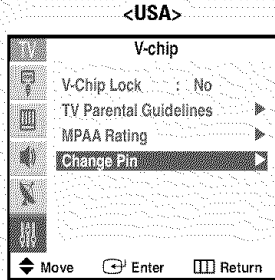 <USA>
TV
V-chip
V-Chip Lock : No
TV Parental Guidelines
MPAA Rating
Change Pin
Move Enter Return